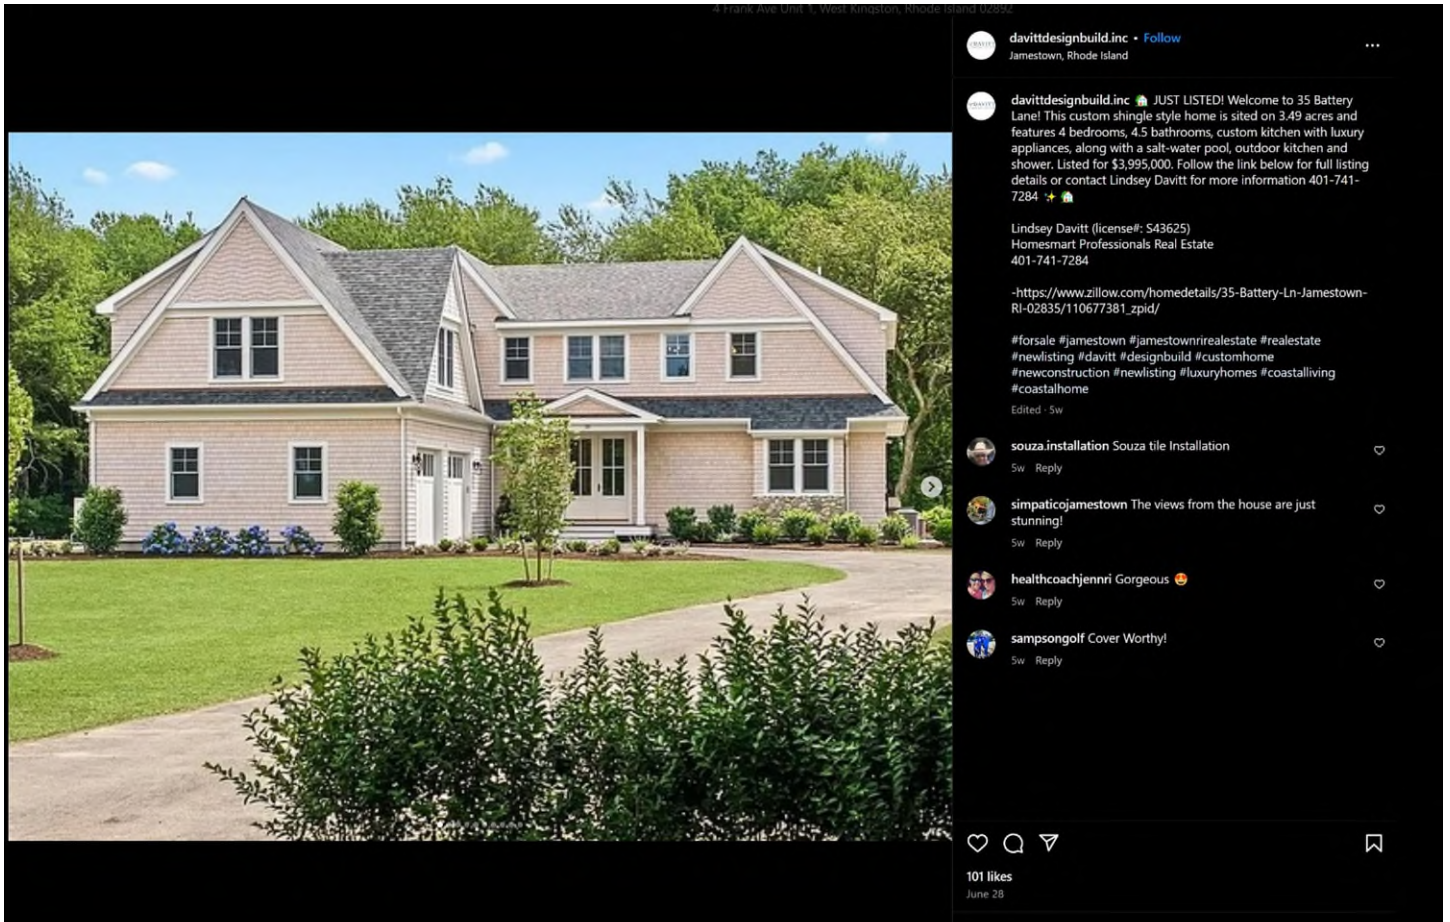 4 Frank Ave Unit 1, West Kingston, Rhode Island 02892
davittdesignbuild.inc • Follow
Jamestown, Rhode Island
davittdesignbuild.inc 🏡 JUST LISTED! Welcome to 35 Battery
Lane! This custom shingle style home is sited on 3.49 acres and
features 4 bedrooms, 4.5 bathrooms, custom kitchen with luxury
appliances, along with a salt-water pool, outdoor kitchen and
shower. Listed for $3,995,000. Follow the link below for full listing
details or contact Lindsey Davitt for more information 401-741-
7284 ✨ 🏡
Lindsey Davitt (license#: S43625)
Homesmart Professionals Real Estate
401-741-7284
-https://www.zillow.com/homedetails/35-Battery-Ln-Jamestown-
RI-02835/110677381_zpid/
#forsale #jamestown #jamestownrirealestate #realestate
#newlisting #davitt #designbuild #customhome
#newconstruction #newlisting #luxuryhomes #coastalliving
#coastalhome
Edited · 5w
souza.installation Souza tile Installation
5w Reply
simpaticojamestown The views from the house are just
stunning!
5w Reply
healthcoachjennri Gorgeous 😍
5w Reply
sampsongolf Cover Worthy!
5w Reply
101 likes
June 28